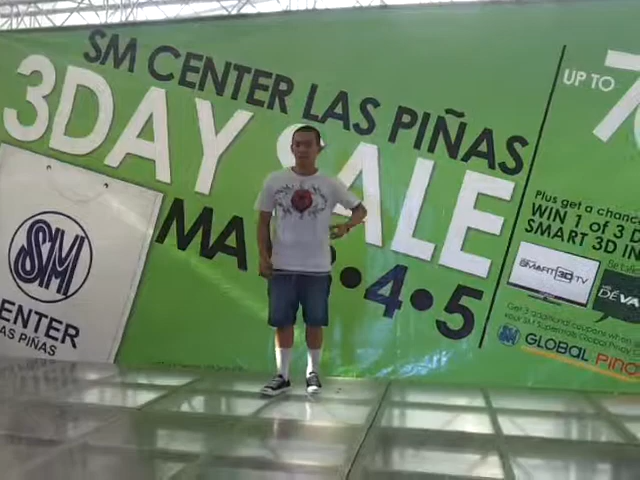 SM CENTER LAS PIÑAS
3DAY SALE
MA 4•5
UP TO 7
Plus get a chance
WIN 1 of 3
SMART 3D
SMART 3D TV
SM
CENTER
LAS PIÑAS
GLOBAL PINO